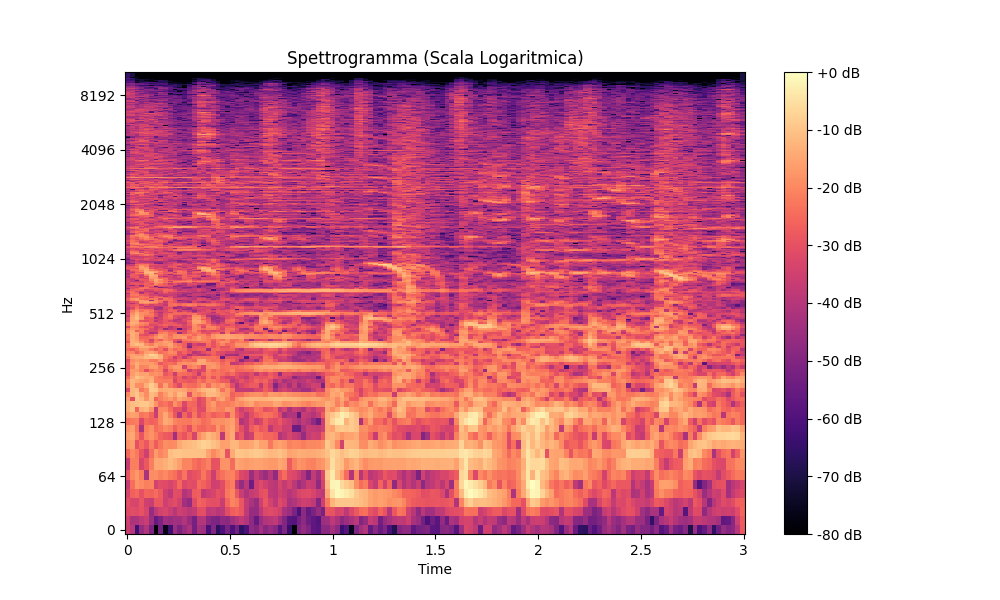 Spettrogramma (Scala Logaritmica)
Hz
8192
4096
2048
1024
512
256
128
64
0
0
0.5
1
1.5
2
2.5
3
Time
+0 dB
-10 dB
-20 dB
-30 dB
-40 dB
-50 dB
-60 dB
-70 dB
-80 dB